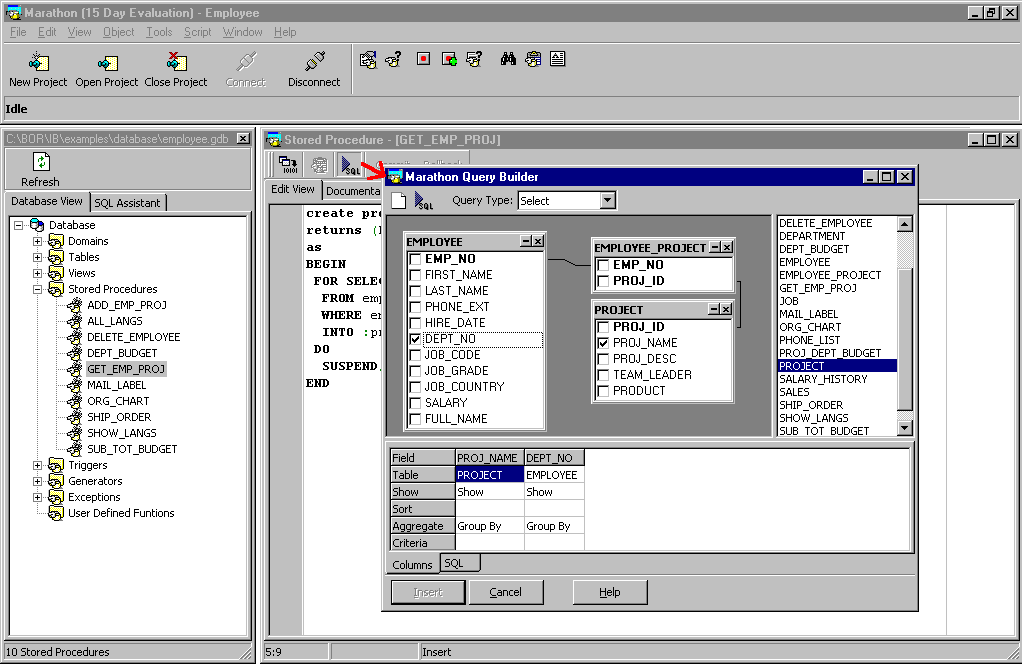 Marathon (15 Day Evaluation) - Employee
File Edit View Object Tools Script Window Help
New Project Open Project Close Project Connect Disconnect
Idle
C:\BOR\IB\examples\database\employee.gdb
Refresh
Database View SQL Assistant
Database
Domains
Tables
Views
Stored Procedures
ADD_EMP_PROJ
ALL_LANGS
DELETE_EMPLOYEE
DEPT_BUDGET
GET_EMP_PROJ
MAIL_LABEL
ORG_CHART
SHIP_ORDER
SHOW_LANGS
SUB_TOT_BUDGET
Triggers
Generators
Exceptions
User Defined Funtions
10 Stored Procedures
Stored Procedure - [GET_EMP_PROJ]
SQL
Edit View Documenta
create pro
returns (
as
BEGIN
FOR SELEC
FROM emp
WHERE em
INTO :pr
DO
SUSPEND
END
5:9 Insert
Marathon Query Builder
SQL Query Type: Select
EMPLOYEE
EMP_NO
FIRST_NAME
LAST_NAME
PHONE_EXT
HIRE_DATE
DEPT_NO
JOB_CODE
JOB_GRADE
JOB_COUNTRY
SALARY
FULL_NAME
EMPLOYEE_PROJECT
EMP_NO
PROJ_ID
PROJECT
PROJ_ID
PROJ_NAME
PROJ_DESC
TEAM_LEADER
PRODUCT
DELETE_EMPLOYEE
DEPARTMENT
DEPT_BUDGET
EMPLOYEE
EMPLOYEE_PROJECT
GET_EMP_PROJ
JOB
MAIL_LABEL
ORG_CHART
PHONE_LIST
PROJ_DEPT_BUDGET
PROJECT
SALARY_HISTORY
SALES
SHIP_ORDER
SHOW_LANGS
SUB_TOT_BUDGET
Field PROJ_NAME DEPT_NO
Table PROJECT EMPLOYEE
Show Show Show
Sort
Aggregate Group By Group By
Criteria
Columns SQL
Insert Cancel Help